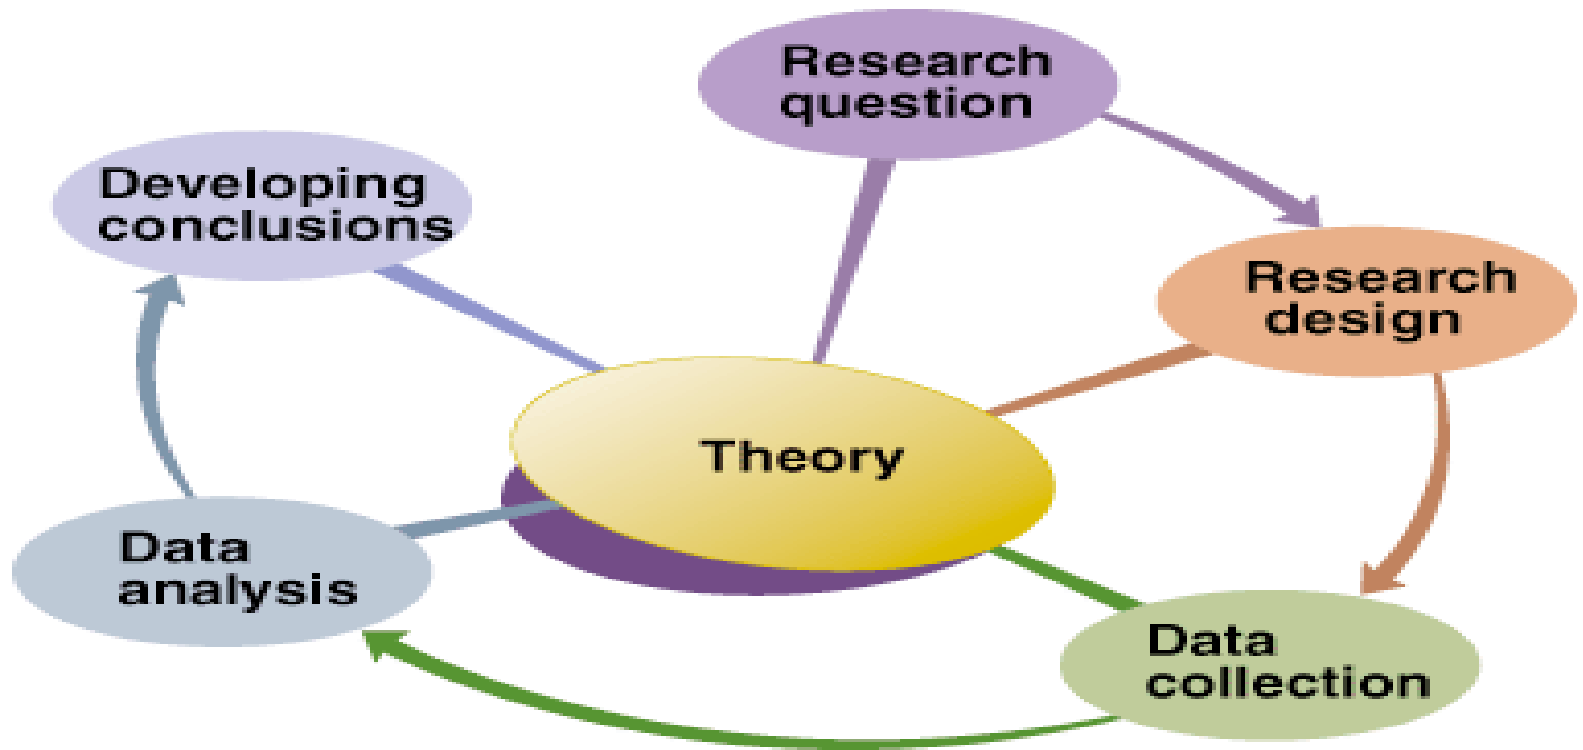 Research
question
Developing
conclusions
Research
design
Theory
Data
analysis
Data
collection